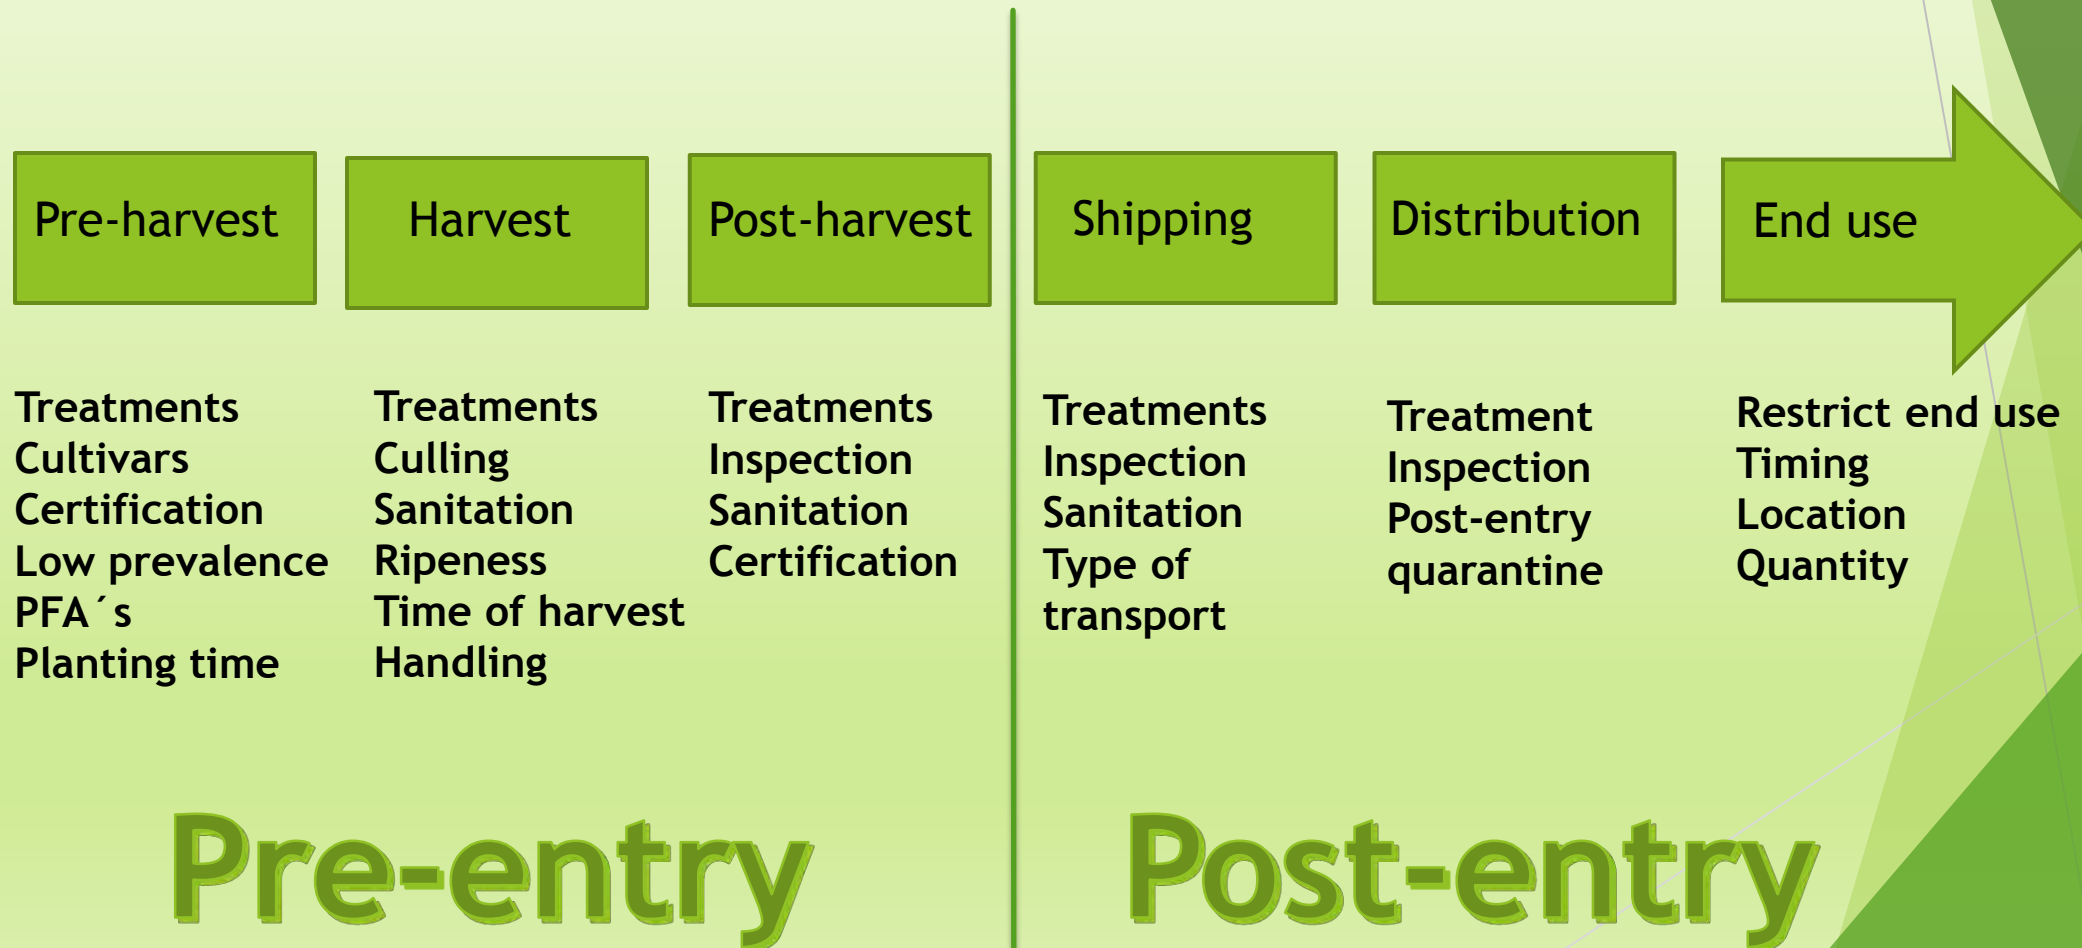 Pre-harvest
Harvest
Post-harvest
Shipping
Distribution
End use
Treatments
Cultivars
Certification
Low prevalence
PFA´s
Planting time
Treatments
Culling
Sanitation
Ripeness
Time of harvest
Handling
Treatments
Inspection
Sanitation
Certification
Treatments
Inspection
Sanitation
Type of
transport
Treatment
Inspection
Post-entry
quarantine
Restrict end use
Timing
Location
Quantity
Pre-entry
Post-entry